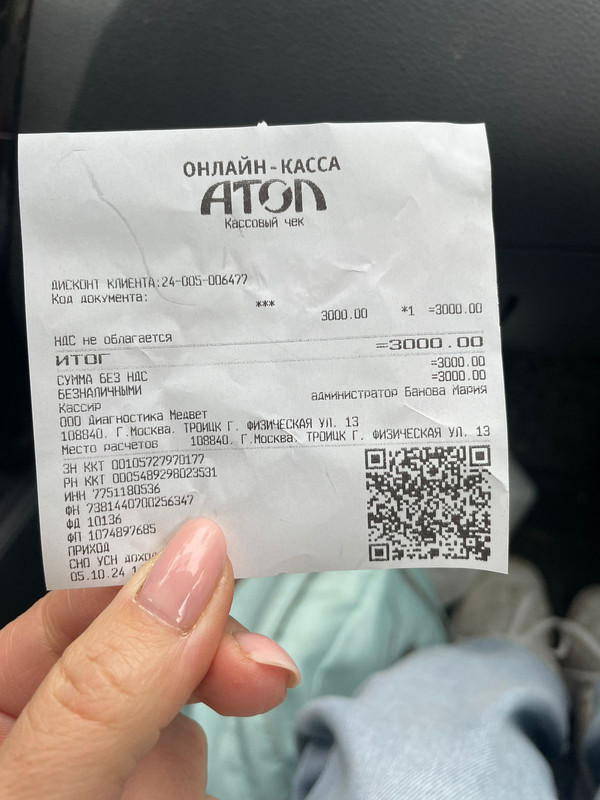 ОНЛАЙН-КАССА
АТОЛ
Кассовый чек
ДИСКОНТ КЛИЕНТА:24-005-006477
Код документа:
***
3000.00 *1 =3000.00
НДС не облагается
ИТОГ =3000.00
СУММА БЕЗ НДС =3000.00
БЕЗНАЛИЧНЫМИ =3000.00
Кассир администратор Банова Мария
ООО Диагностика Медвет
108840. Г.Москва. ТРОИЦК Г. ФИЗИЧЕСКАЯ УЛ. 13
Место расчетов 108840. Г.Москва. ТРОИЦК Г. ФИЗИЧЕСКАЯ УЛ. 13
ЗН ККТ 00105727970177
РН ККТ 0005489298023531
ИНН 7751180536
ФН 7381440700256347
ФД 10136
ФП 1074897685
ПРИХОД
СНО УСН
05.10.24